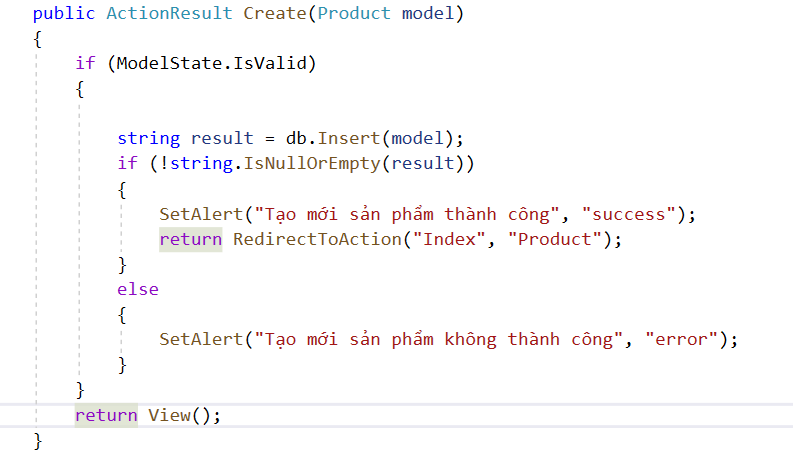 public ActionResult Create(Product model)
{
if (ModelState.IsValid)
{
string result = db.Insert(model);
if (!string.IsNullOrEmpty(result))
{
SetAlert("Tạo mới sản phẩm thành công", "success");
return RedirectToAction("Index", "Product");
}
else
{
SetAlert("Tạo mới sản phẩm không thành công", "error");
}
}
return View();
}